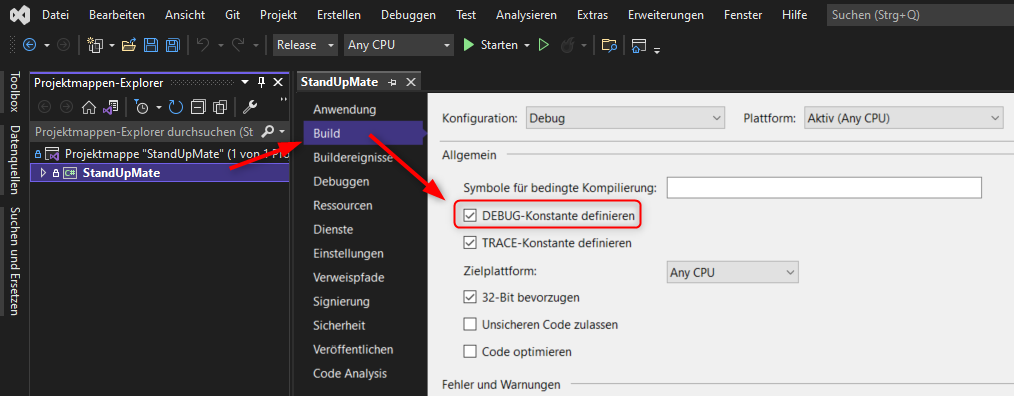 Datei Bearbeiten Ansicht Git Projekt Erstellen Debuggen Test Analysieren Extras Erweiterungen Fenster Hilfe Suchen (Strg+Q)
Release Any CPU Starten
Toolbox
Datenquellen
Suchen und Ersetzen
Projektmappen-Explorer
Projektmappen-Explorer durchsuchen (St
Projektmappe "StandUpMate" (1 von 1 Pro
C# StandUpMate
StandUpMate
Anwendung
Build
Buildereignisse
Debuggen
Ressourcen
Dienste
Einstellungen
Verweispfade
Signierung
Sicherheit
Veröffentlichen
Code Analysis
Konfiguration: Debug Plattform: Aktiv (Any CPU)
Allgemein
Symbole für bedingte Kompilierung:
DEBUG-Konstante definieren
TRACE-Konstante definieren
Zielplattform: Any CPU
32-Bit bevorzugen
Unsicheren Code zulassen
Code optimieren
Fehler und Warnungen